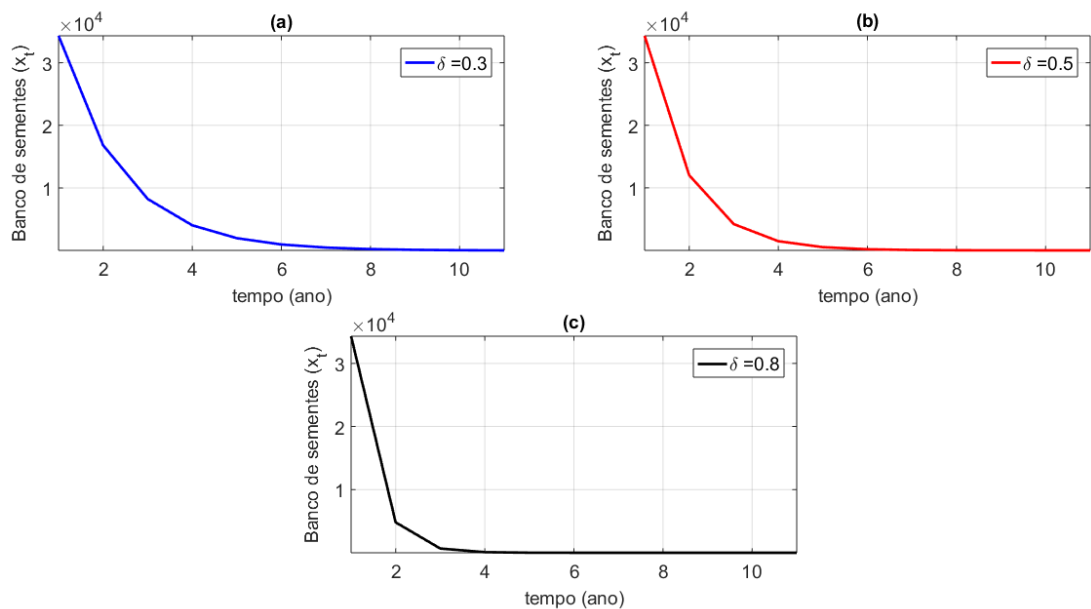 (a)
×10⁴
δ =0.3
Banco de sementes (xₜ)
3
2
1
2 4 6 8 10
tempo (ano)
(b)
×10⁴
δ =0.5
Banco de sementes (xₜ)
3
2
1
2 4 6 8 10
tempo (ano)
(c)
×10⁴
δ =0.8
Banco de sementes (xₜ)
3
2
1
2 4 6 8 10
tempo (ano)